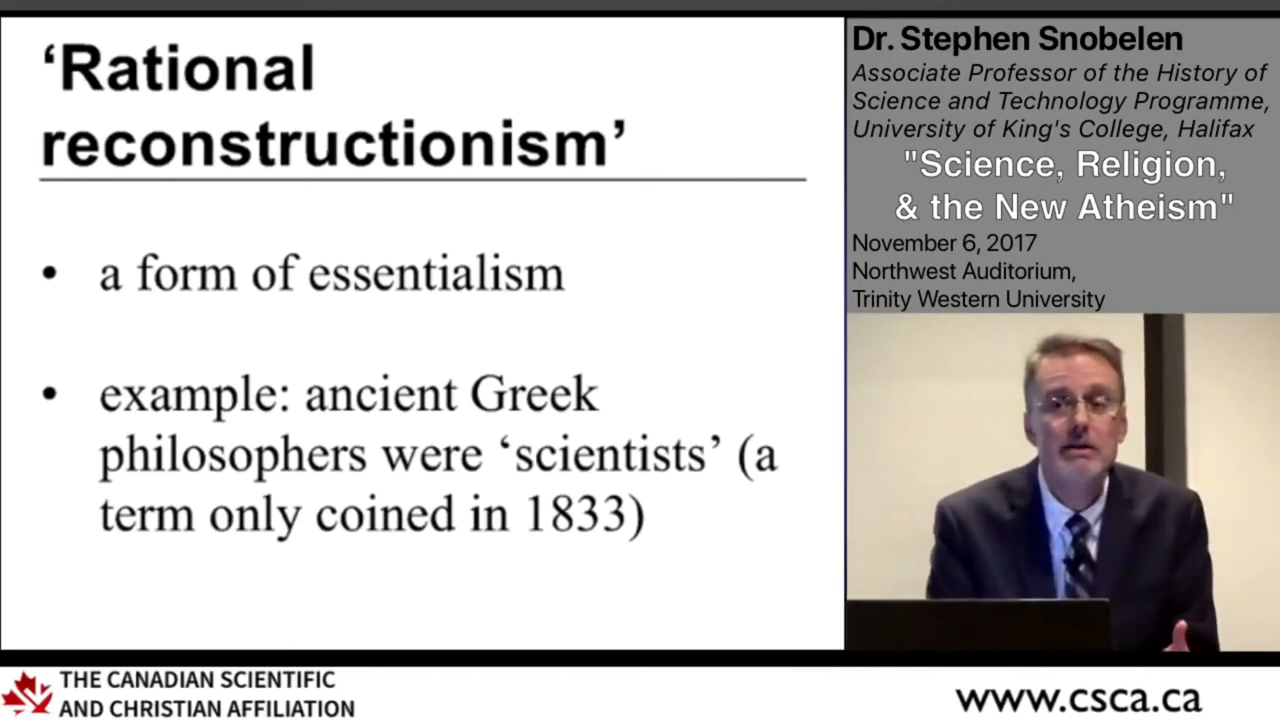 ‘Rational
reconstructionism’
• a form of essentialism
• example: ancient Greek
philosophers were ‘scientists’ (a
term only coined in 1833)
Dr. Stephen Snobelen
Associate Professor of the History of
Science and Technology Programme,
University of King's College, Halifax
"Science, Religion,
& the New Atheism"
November 6, 2017
Northwest Auditorium,
Trinity Western University
THE CANADIAN SCIENTIFIC
AND CHRISTIAN AFFILIATION
www.csca.ca